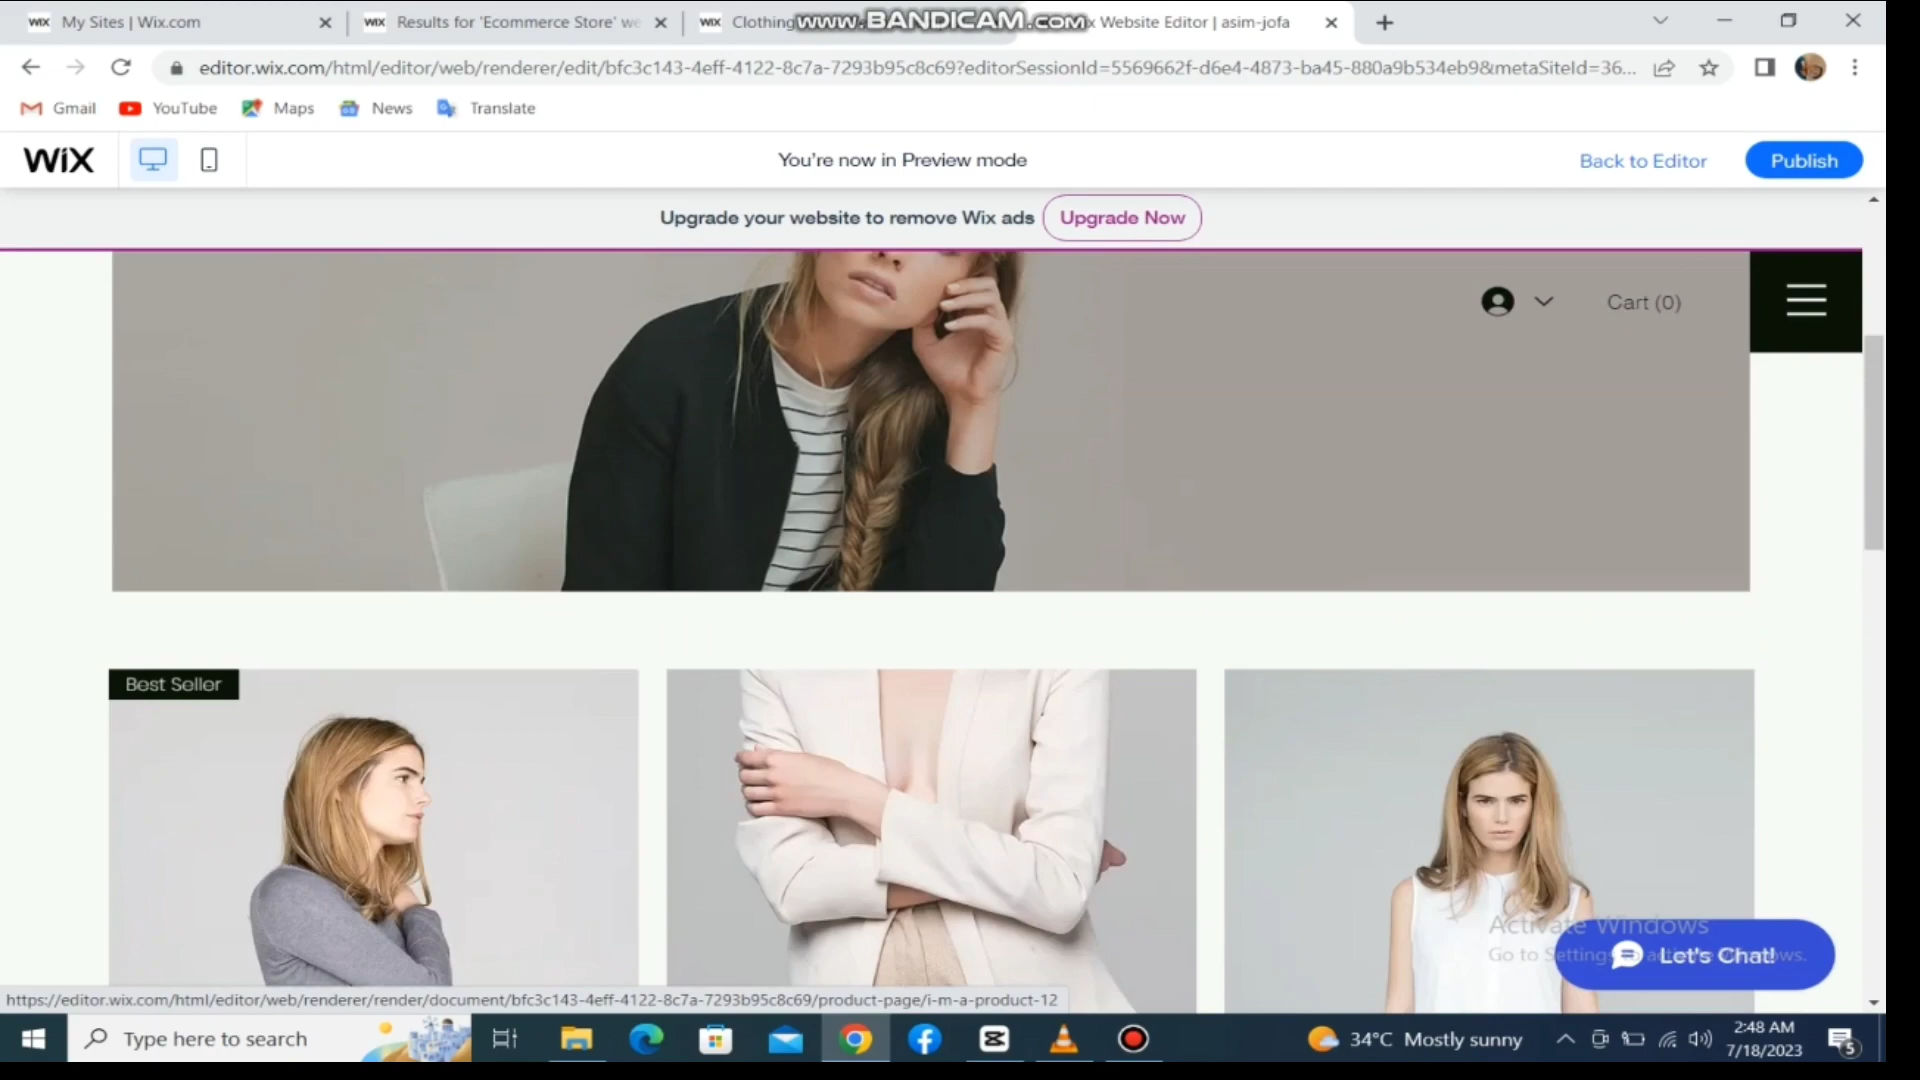 My Sites | Wix.com
Results for 'Ecommerce Store' we
Clothing
www.BANDICAM.com
x Website Editor | asim-jofa
editor.wix.com/html/editor/web/renderer/edit/bfc3c143-4eff-4122-8c7a-7293b95c8c69?editorSessionId=5569662f-d6e4-4873-ba45-880a9b534eb9&metaSiteId=36...
Gmail
YouTube
Maps
News
Translate
WiX
You're now in Preview mode
Back to Editor
Publish
Upgrade your website to remove Wix ads
Upgrade Now
Cart (0)
Best Seller
Activate Windows
Go to Settings
Let's Chat!
https://editor.wix.com/html/editor/web/renderer/render/document/bfc3c143-4eff-4122-8c7a-7293b95c8c69/product-page/i-m-a-product-12
Type here to search
34°C Mostly sunny
2:48 AM
7/18/2023
5